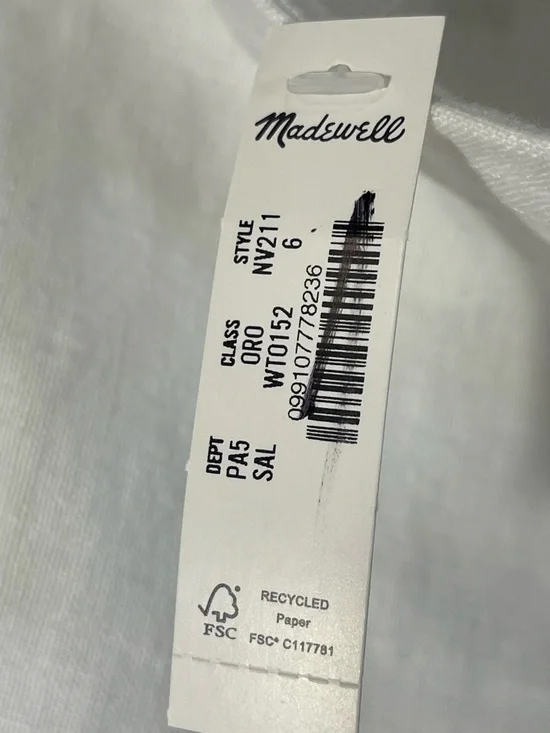 Madewell
DEPT CLASS STYLE
PA5 ORO NV211
SAL WT0152 6
099107778236
FSC
RECYCLED
Paper
FSC® C117781